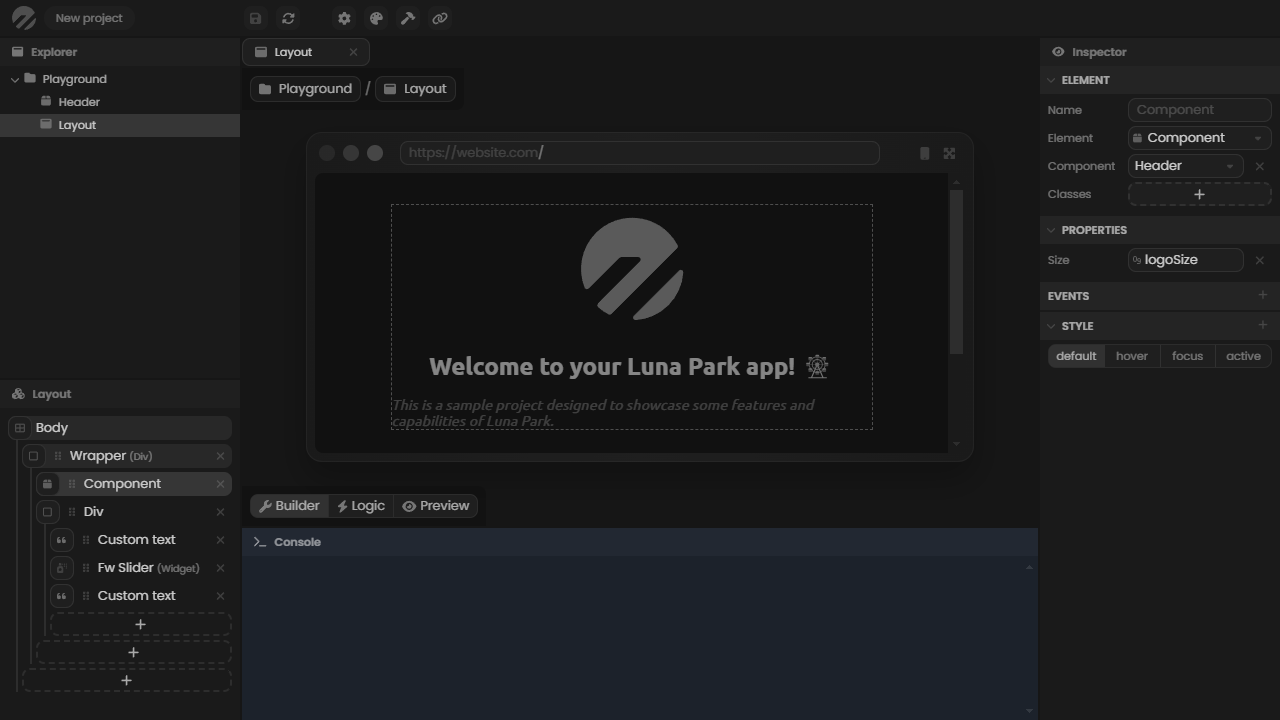 New project
Explorer
Playground
Header
Layout
Layout
Body
Wrapper (Div)
Component
Div
Custom text
Fw Slider (Widget)
Custom text
Layout
Playground / Layout
https://website.com/
Welcome to your Luna Park app! 🎡
This is a sample project designed to showcase some features and
capabilities of Luna Park.
Builder Logic Preview
Console
Inspector
ELEMENT
Name Component
Element Component
Component Header
Classes
PROPERTIES
Size logoSize
EVENTS
STYLE
default hover focus active